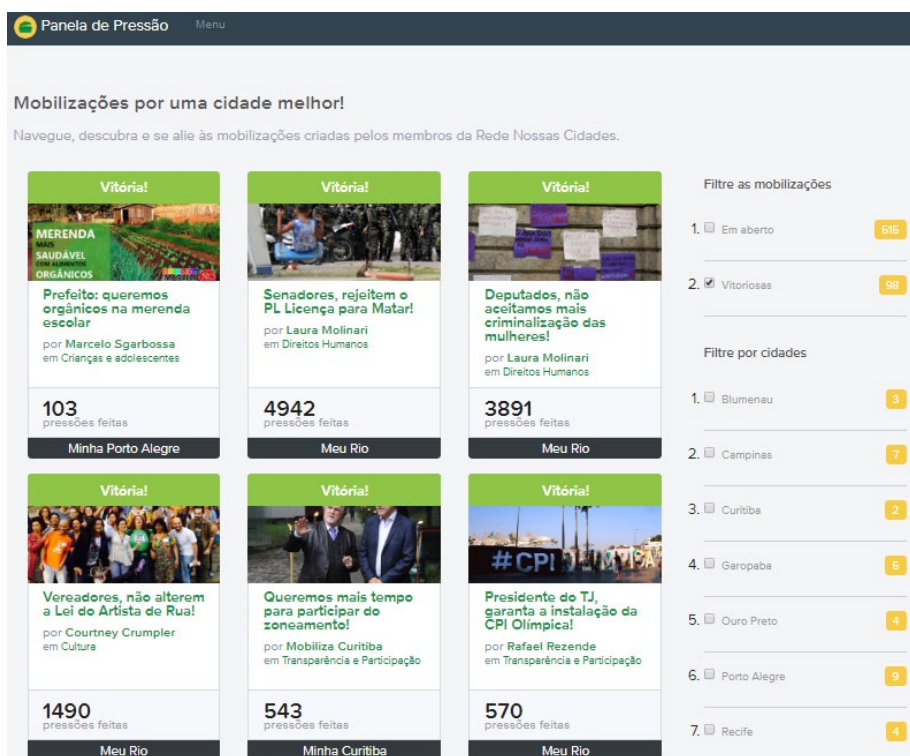 Panela de Pressão Menu
Mobilizações por uma cidade melhor!
Navegue, descubra e se alie às mobilizações criadas pelos membros da Rede Nossas Cidades.
Vitória!
MERENDA
MAIS
SAUDÁVEL
COM ALIMENTOS
ORGÂNICOS
Prefeito: queremos
orgânicos na merenda
escolar
por Marcelo Sgarbossa
em Crianças e adolescentes
103
pressões feitas
Minha Porto Alegre
Vitória!
Senadores, rejeitem o
PL Licença para Matar!
por Laura Molinari
em Direitos Humanos
4942
pressões feitas
Meu Rio
Vitória!
Deputados, não
aceitamos mais
criminalização das
mulheres!
por Laura Molinari
em Direitos Humanos
3891
pressões feitas
Meu Rio
Vitória!
Vereadores, não alterem
a Lei do Artista de Rua!
por Courtney Crumpler
em Cultura
1490
pressões feitas
Meu Rio
Vitória!
Queremos mais tempo
para participar do
zoneamento!
por Mobiliza Curitiba
em Transparência e Participação
543
pressões feitas
Minha Curitiba
Vitória!
#CPI
Presidente do TJ,
garanta a instalação da
CPI Olímpica!
por Rafael Rezende
em Transparência e Participação
570
pressões feitas
Meu Rio
Filtre as mobilizações
1. Em aberto 515
2. Vitoriosas 98
Filtre por cidades
1. Blumenau 3
2. Campinas 7
3. Curitiba 2
4. Garopaba 5
5. Ouro Preto 4
6. Porto Alegre 9
7. Recife 4